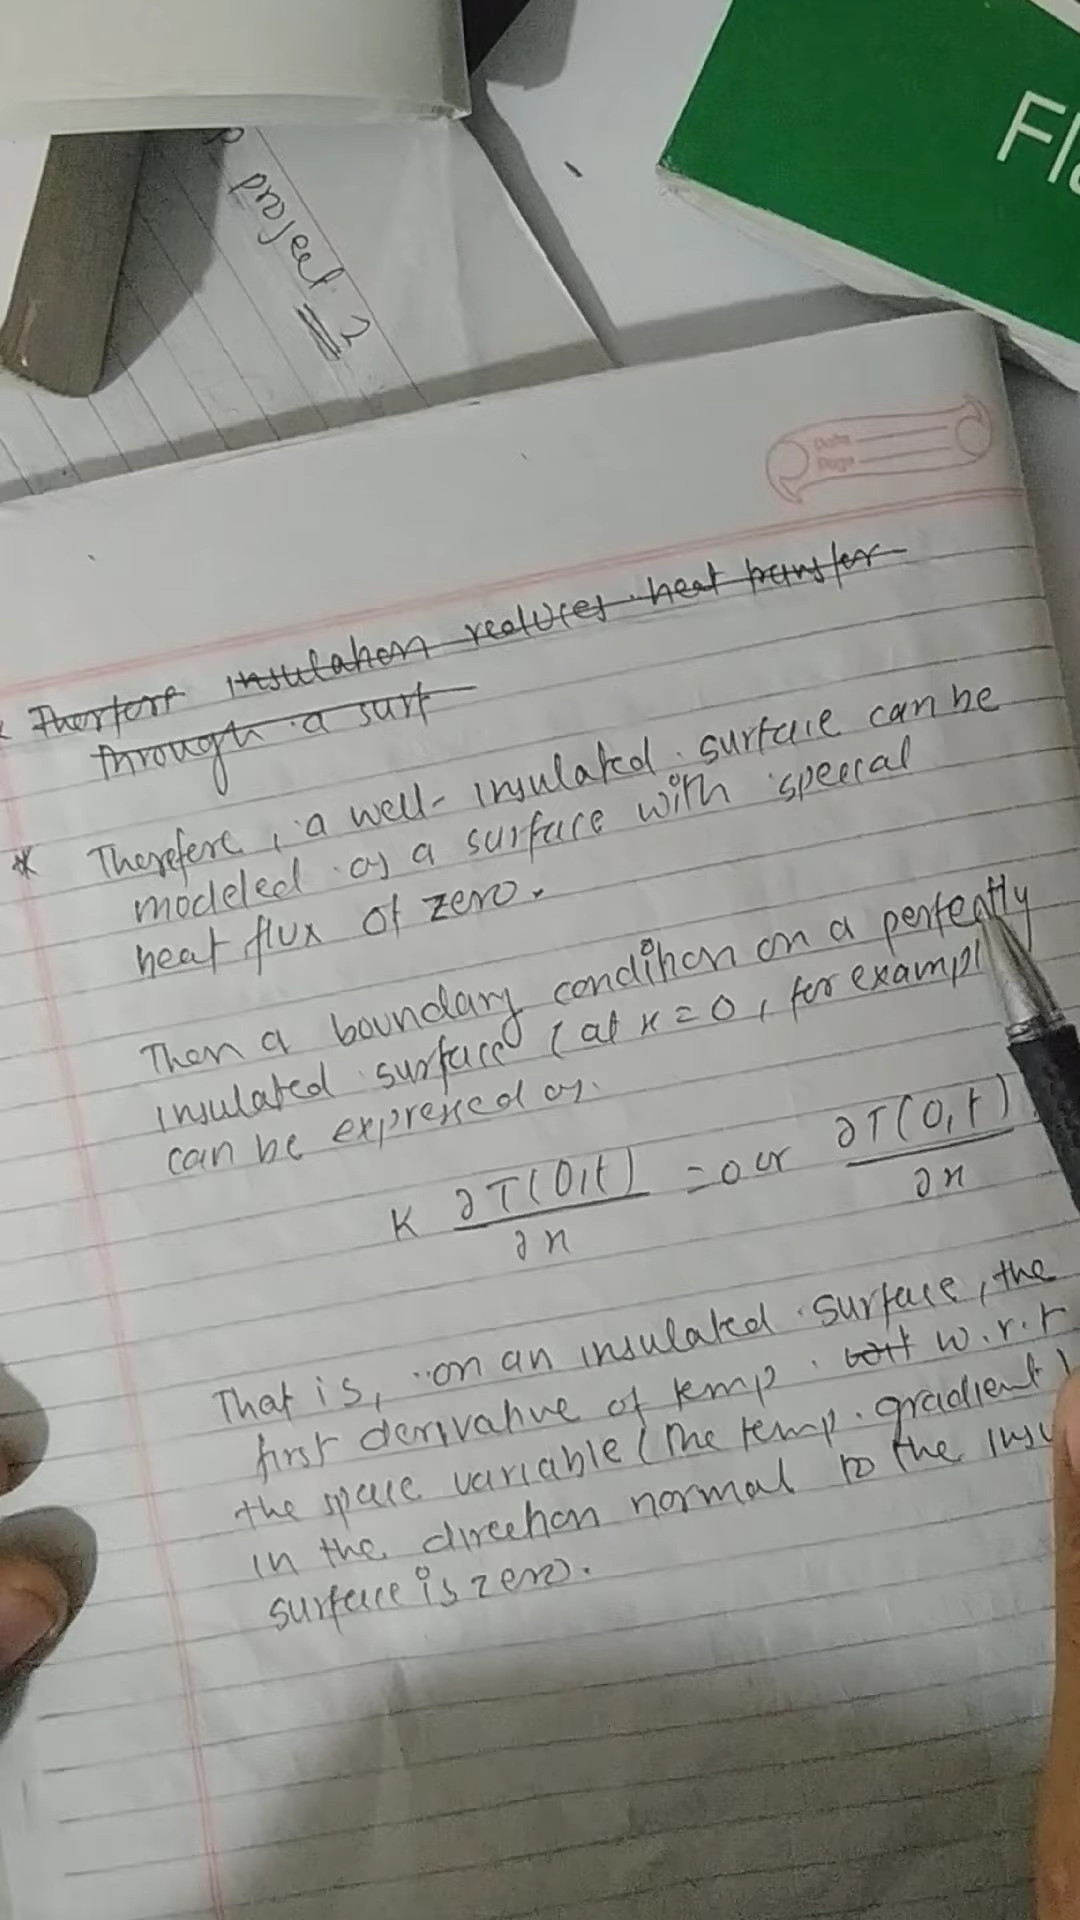 project 2
Fl
Date
Page
Therfore insulation reduces heat transfer
through a surf
* Therefore, a well-insulated surface can be
modeled as a surface with special
heat flux of zero.
Then a boundary condition on a perfectly
insulated surface (at x=0, for exampl
can be expressed as.
K ∂T(0,t)/∂x = 0 or ∂T(0,t)/∂x
That is, on an insulated surface, the
first derivative of temp. w.r.t
the space variable (the temp. gradient)
in the direction normal to the insu
surface is zero.